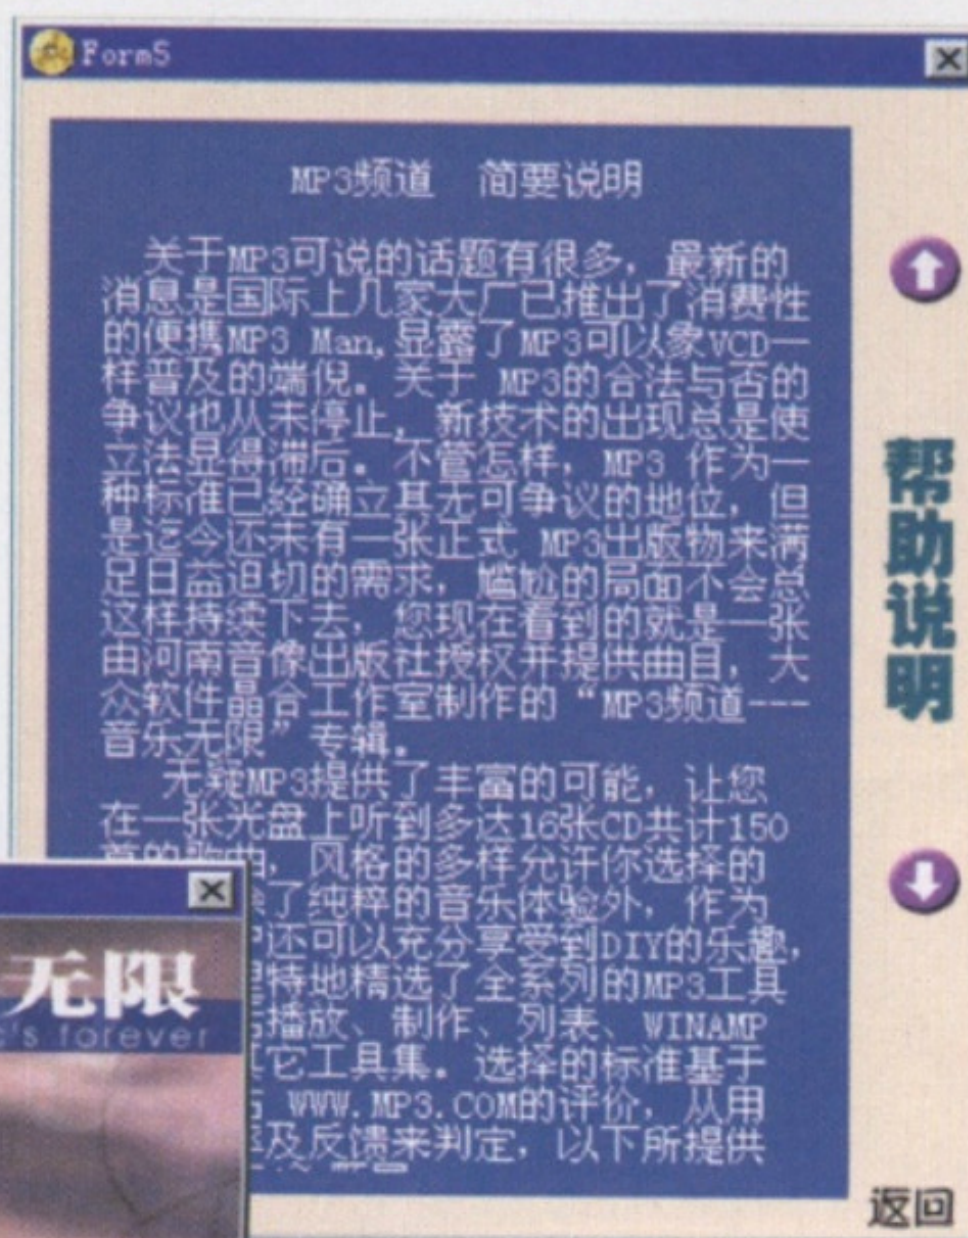 Form5
MP3频道 简要说明
关于MP3可说的话题有很多，最新的
消息是国际上几家大厂已推出了消费性
的便携MP3 Man,显露了MP3可以象VCD一
样普及的端倪。关于 MP3的合法与否的
争议也从未停止，新技术的出现总是使
立法显得滞后。不管怎样，MP3 作为一
种标准已经确立其无可争议的地位，但
是迄今还未有一张正式 MP3出版物来满
足日益迫切的需求，尴尬的局面不会总
这样持续下去，您现在看到的就是一张
由河南音像出版社授权并提供曲目，大
众软件晶合工作室制作的“MP3频道---
音乐无限”专辑。
无疑MP3提供了丰富的可能，让您
在一张光盘上听到多达16张CD共计150
首的歌曲，风格的多样允许你选择的
了纯粹的音乐体验外，作为
还可以充分享受到DIY的乐趣，
特地精选了全系列的MP3工具
播放、制作、列表、WINAMP
它工具集。选择的标准基于
WWW.MP3.COM的评价，从用
及反馈来判定，以下所提供
帮助说明
返回
无限
's forever